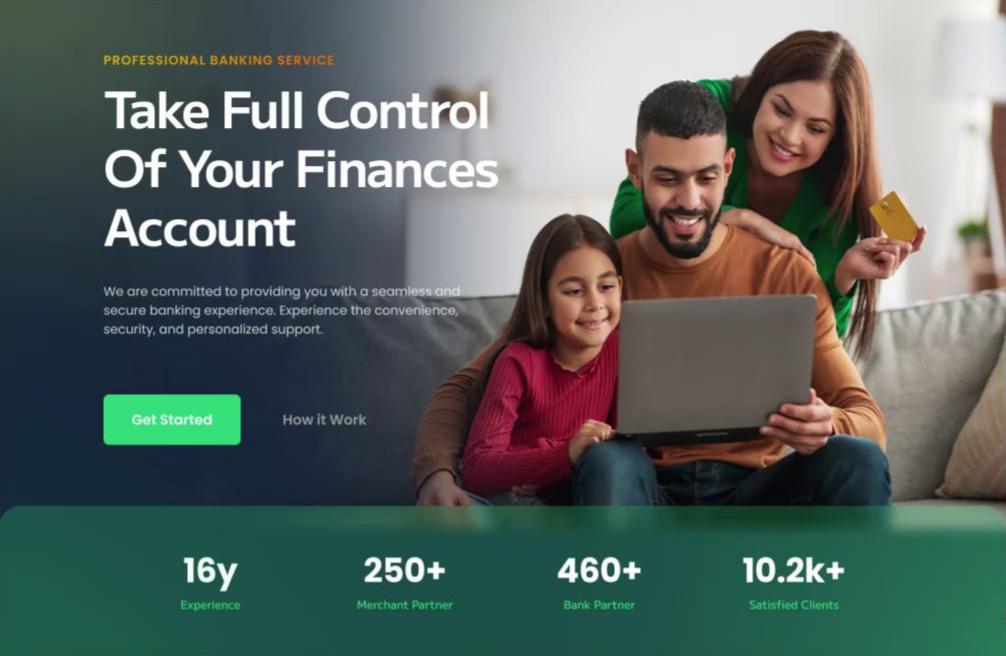 PROFESSIONAL BANKING SERVICE
Take Full Control
Of Your Finances
Account
We are committed to providing you with a seamless and
secure banking experience. Experience the convenience,
security, and personalized support.
Get Started
How it Work
16y
250+
460+
10.2k+
Experience
Merchant Partner
Bank Partner
Satisfied Clients